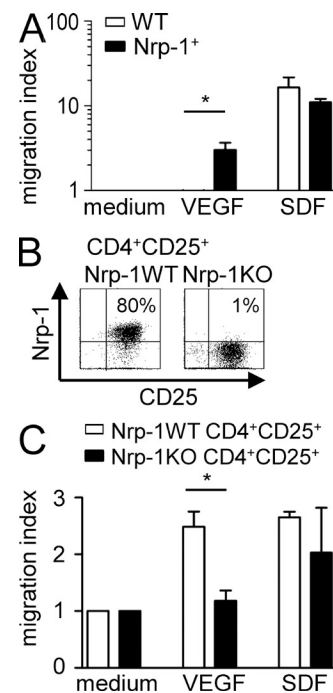 A
100
10
1
migration index
WT
Nrp-1⁺
*
medium VEGF SDF
B
CD4⁺CD25⁺
Nrp-1WT Nrp-1KO
80% 1%
Nrp-1
CD25
C
Nrp-1WT CD4⁺CD25⁺
Nrp-1KO CD4⁺CD25⁺
3
2
1
0
migration index
*
medium VEGF SDF